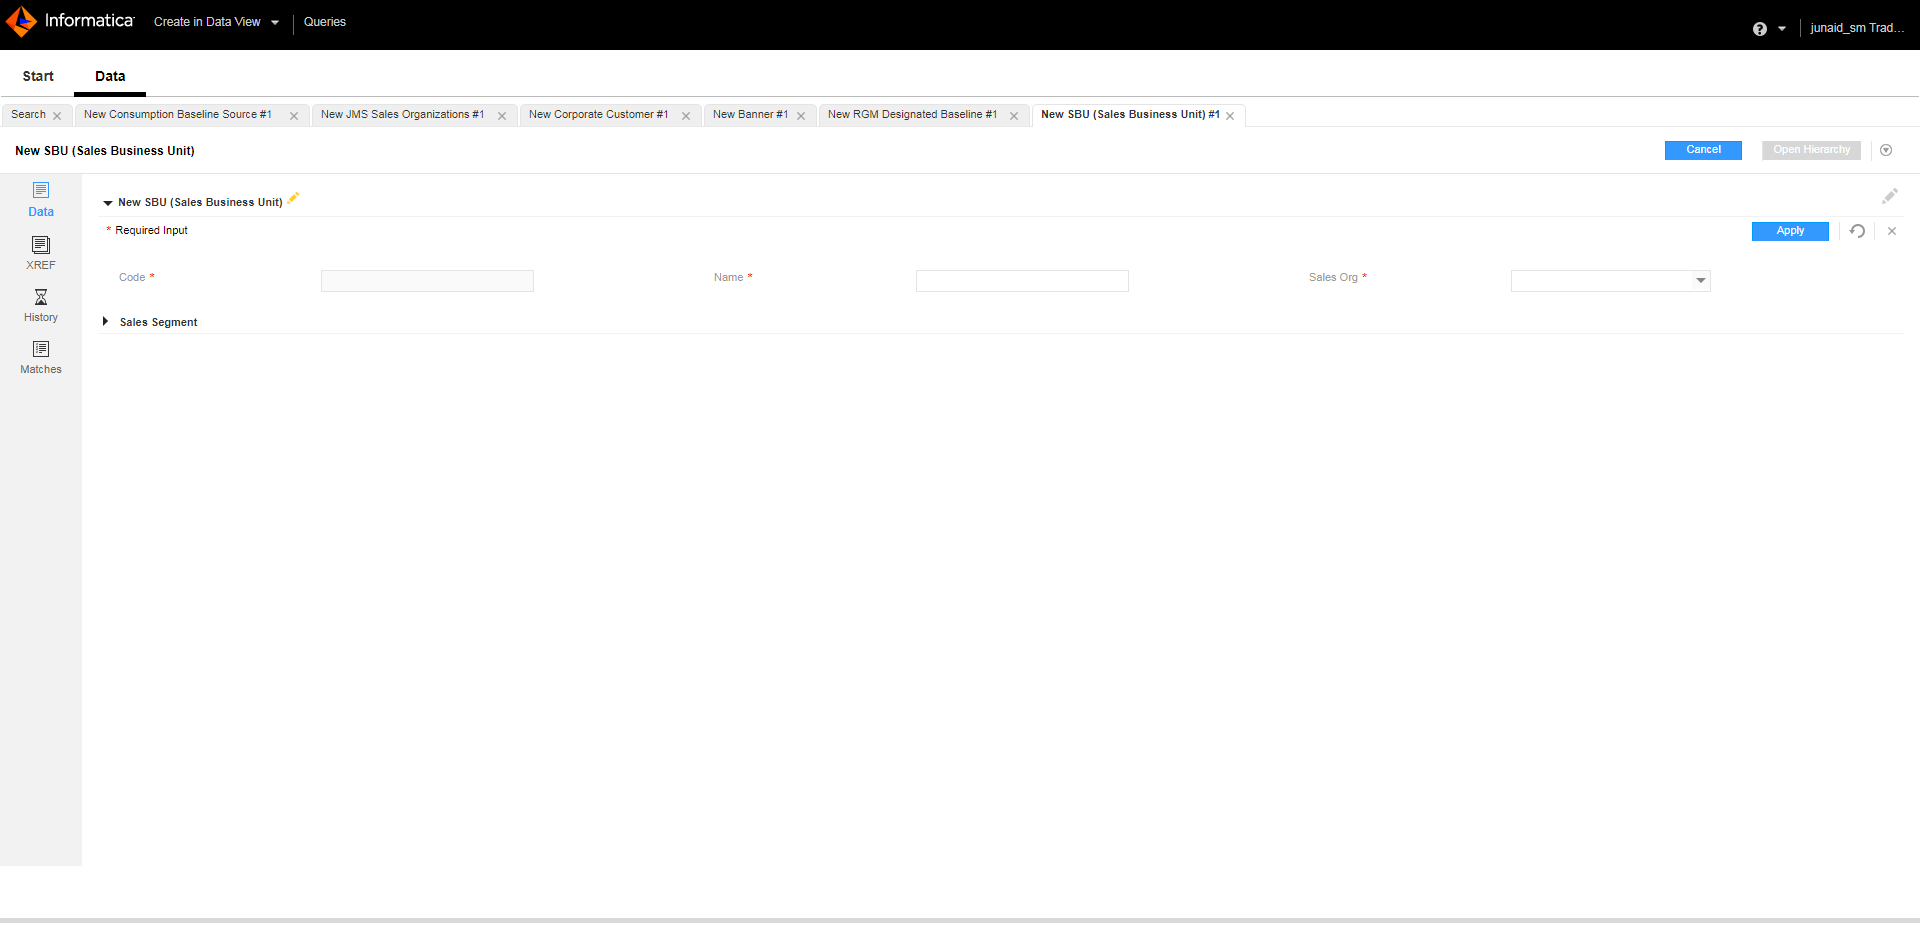 Informatica Create in Data View Queries junaid_sm Trad...
Start Data
Search New Consumption Baseline Source #1 New JMS Sales Organizations #1 New Corporate Customer #1 New Banner #1 New RGM Designated Baseline #1 New SBU (Sales Business Unit) #1
New SBU (Sales Business Unit) Cancel Open Hierarchy
Data
New SBU (Sales Business Unit)
* Required Input Apply
XREF
Code * Name * Sales Org *
History
Sales Segment
Matches